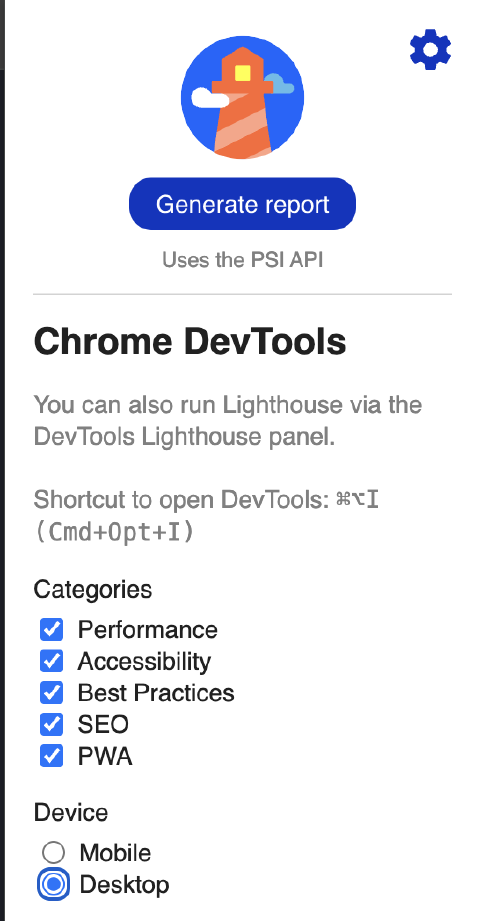 Generate report
Uses the PSI API
Chrome DevTools
You can also run Lighthouse via the
DevTools Lighthouse panel.
Shortcut to open DevTools: ⌘⌥I
(Cmd+Opt+I)
Categories
Performance
Accessibility
Best Practices
SEO
PWA
Device
Mobile
Desktop